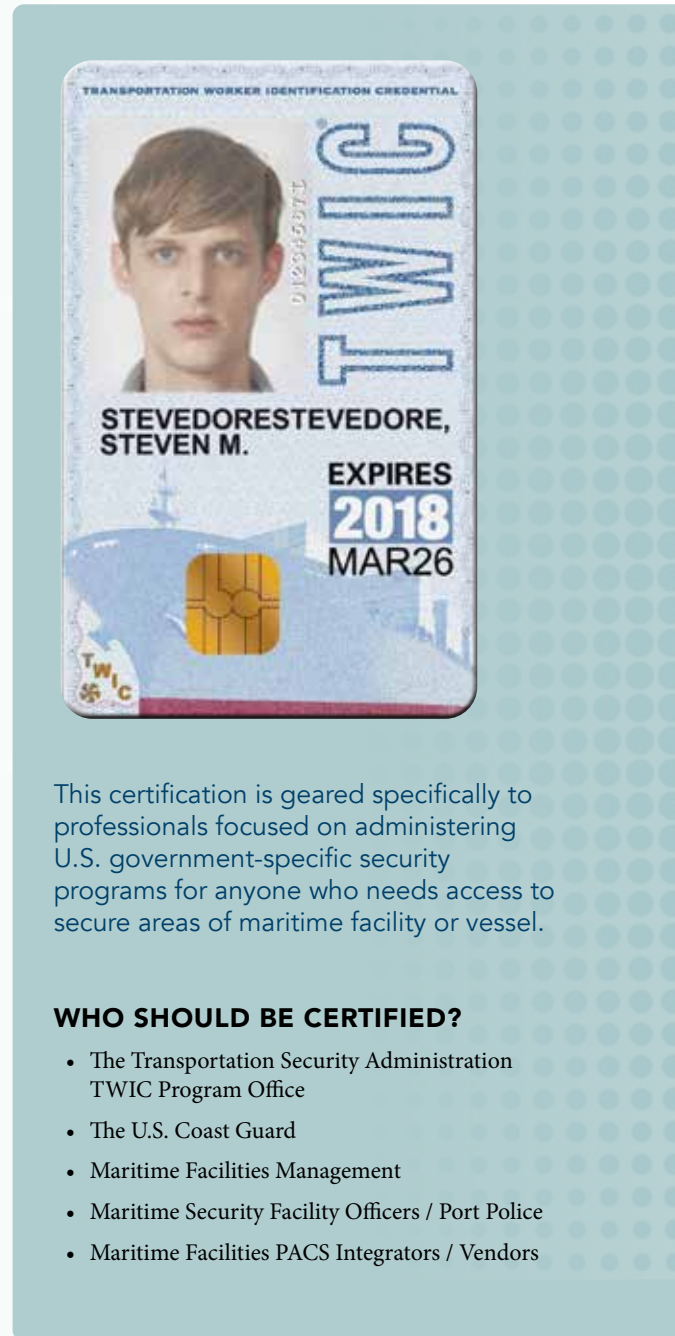 TRANSPORTATION WORKER IDENTIFICATION CREDENTIAL
TWIC®
STEVEDORESTEVEDORE,
STEVEN M.
EXPIRES
2018
MAR26
TWIC
This certification is geared specifically to
professionals focused on administering
U.S. government-specific security
programs for anyone who needs access to
secure areas of maritime facility or vessel.
WHO SHOULD BE CERTIFIED?
• The Transportation Security Administration
TWIC Program Office
• The U.S. Coast Guard
• Maritime Facilities Management
• Maritime Security Facility Officers / Port Police
• Maritime Facilities PACS Integrators / Vendors